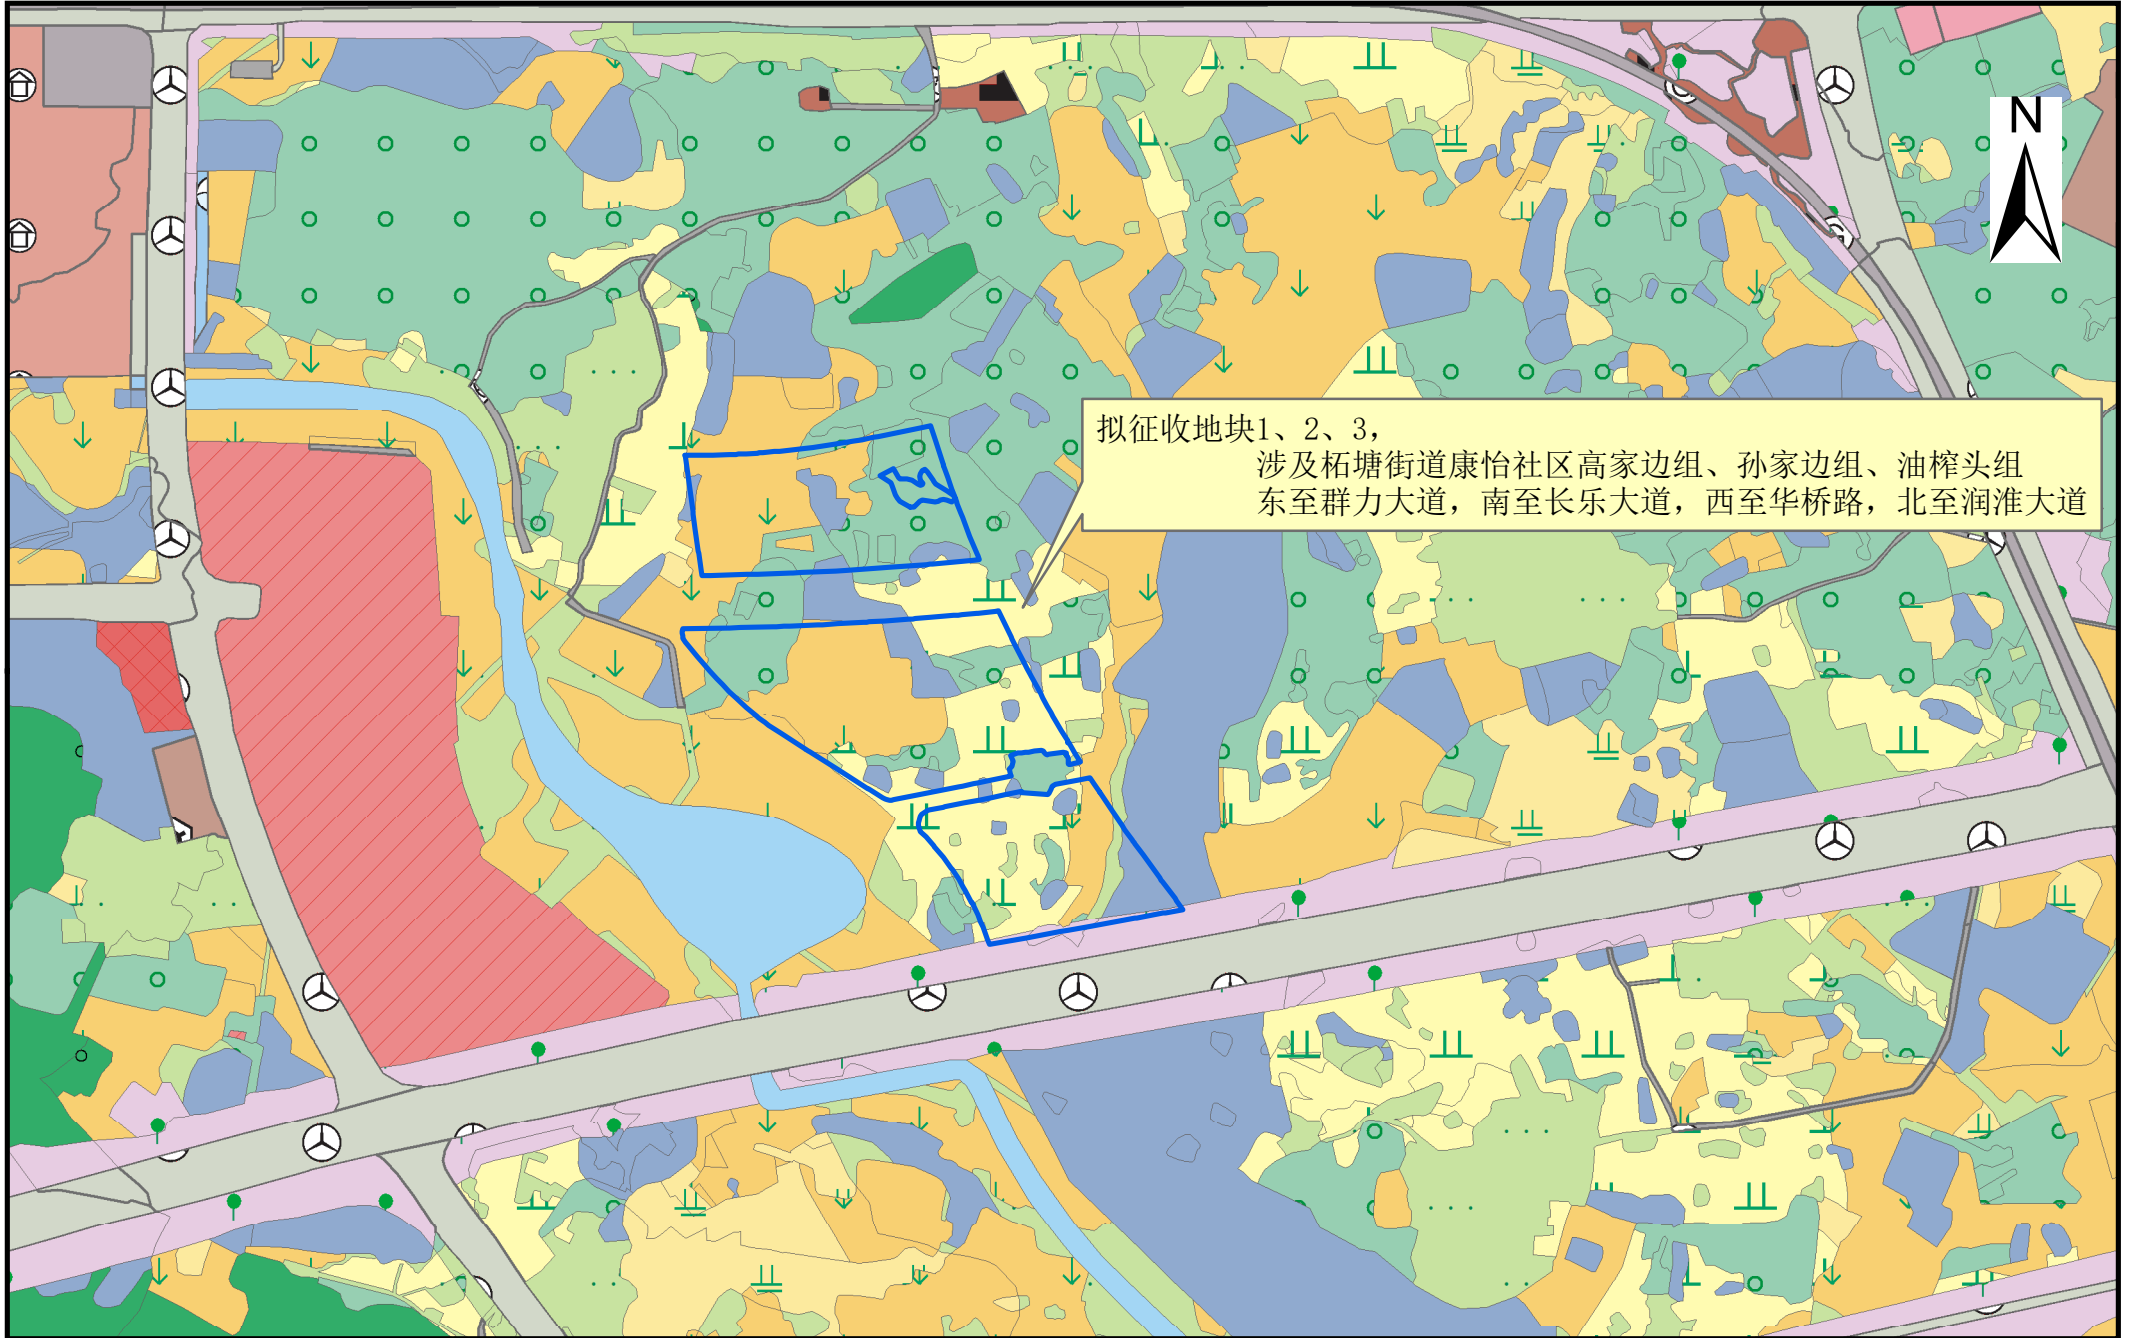 N
拟征收地块1、2、3，
涉及柘塘街道康怡社区高家边组、孙家边组、油榨头组
东至群力大道，南至长乐大道，西至华桥路，北至润淮大道